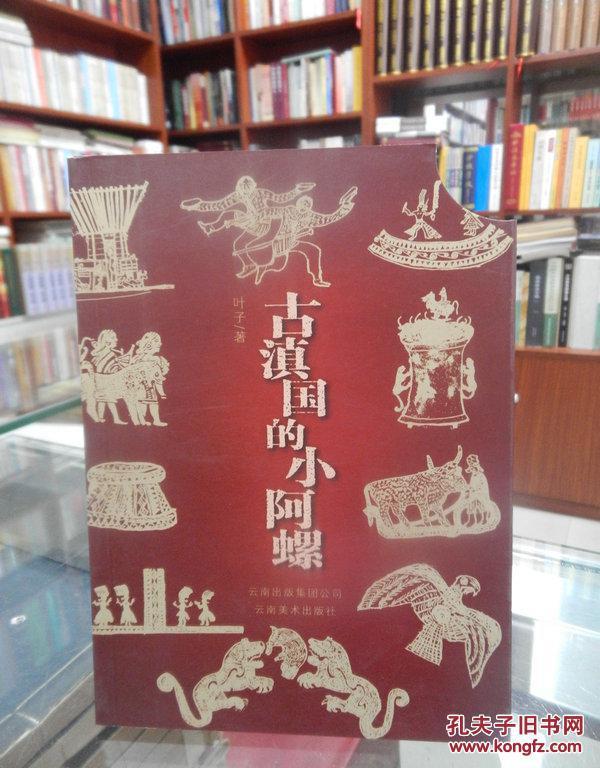 古滇国的小阿螺
叶子/著
云南出版集团公司
云南美术出版社
孔夫子旧书网
www.kongfz.com